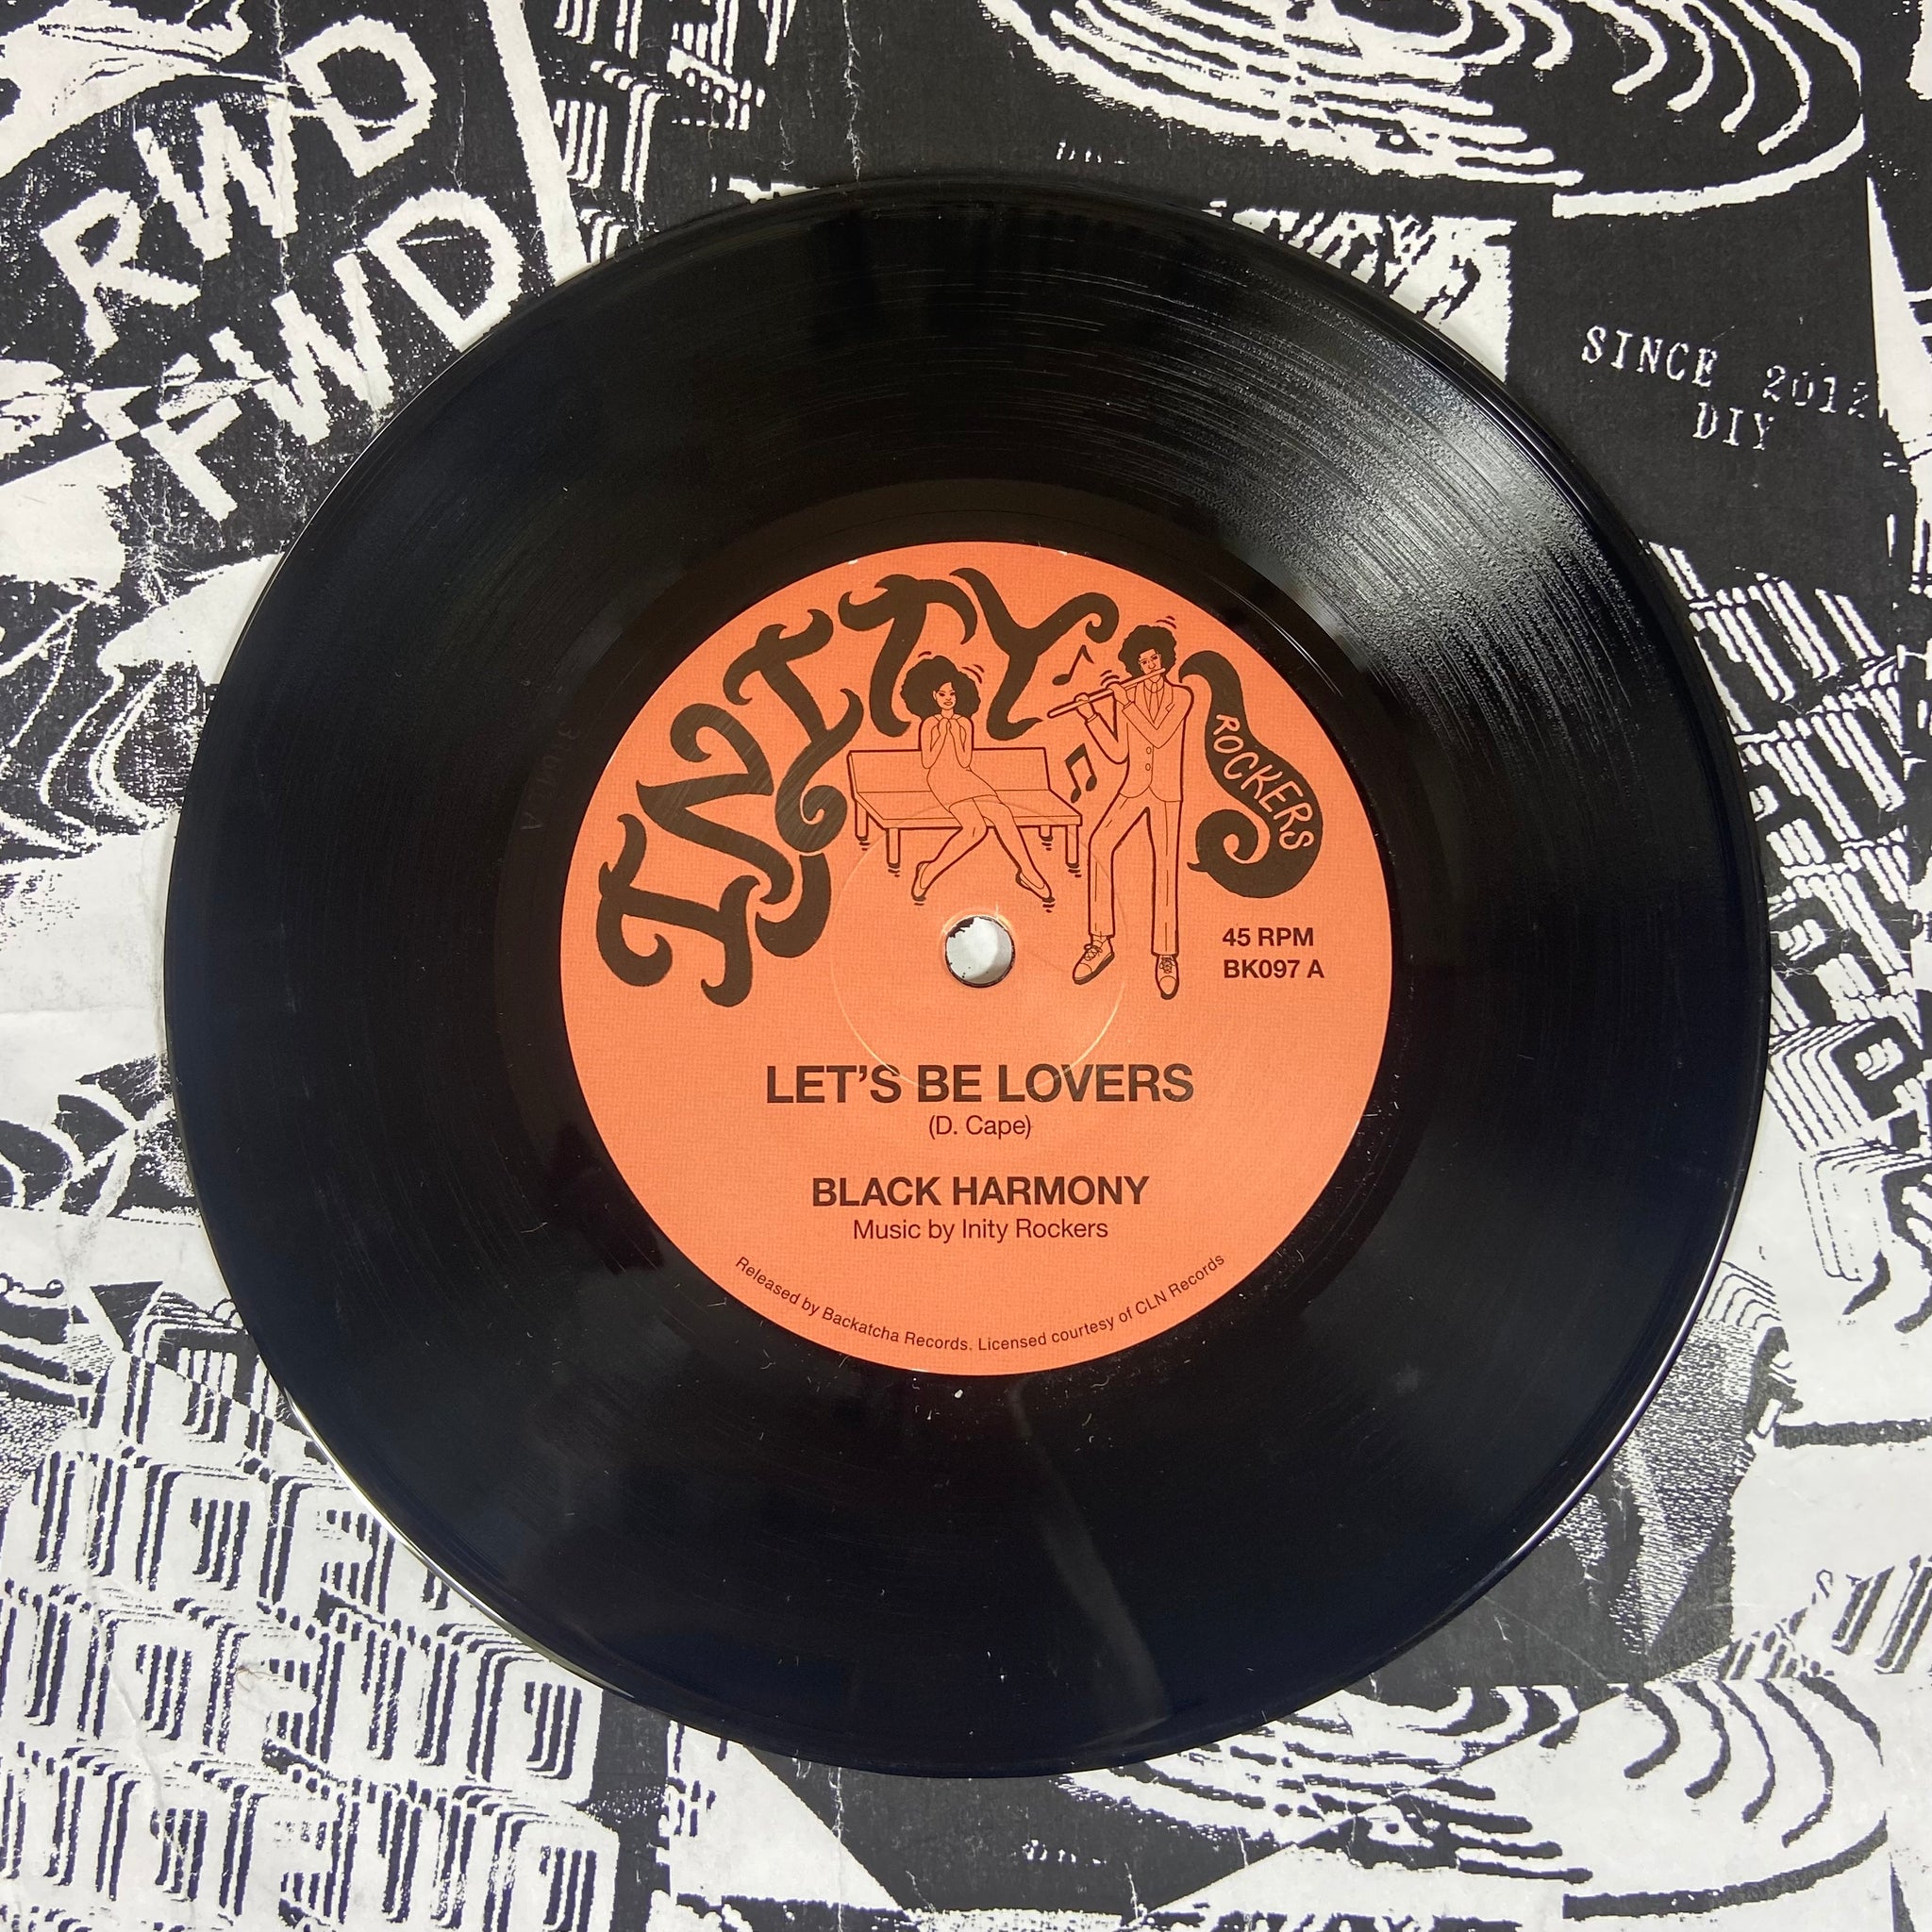 RWD
FWD
SINCE 2012
DIY
INITY
ROCKERS
45 RPM
BK097 A
LET'S BE LOVERS
(D. Cape)
BLACK HARMONY
Music by Inity Rockers
Released by Backatcha Records. Licensed courtesy of CLN Records